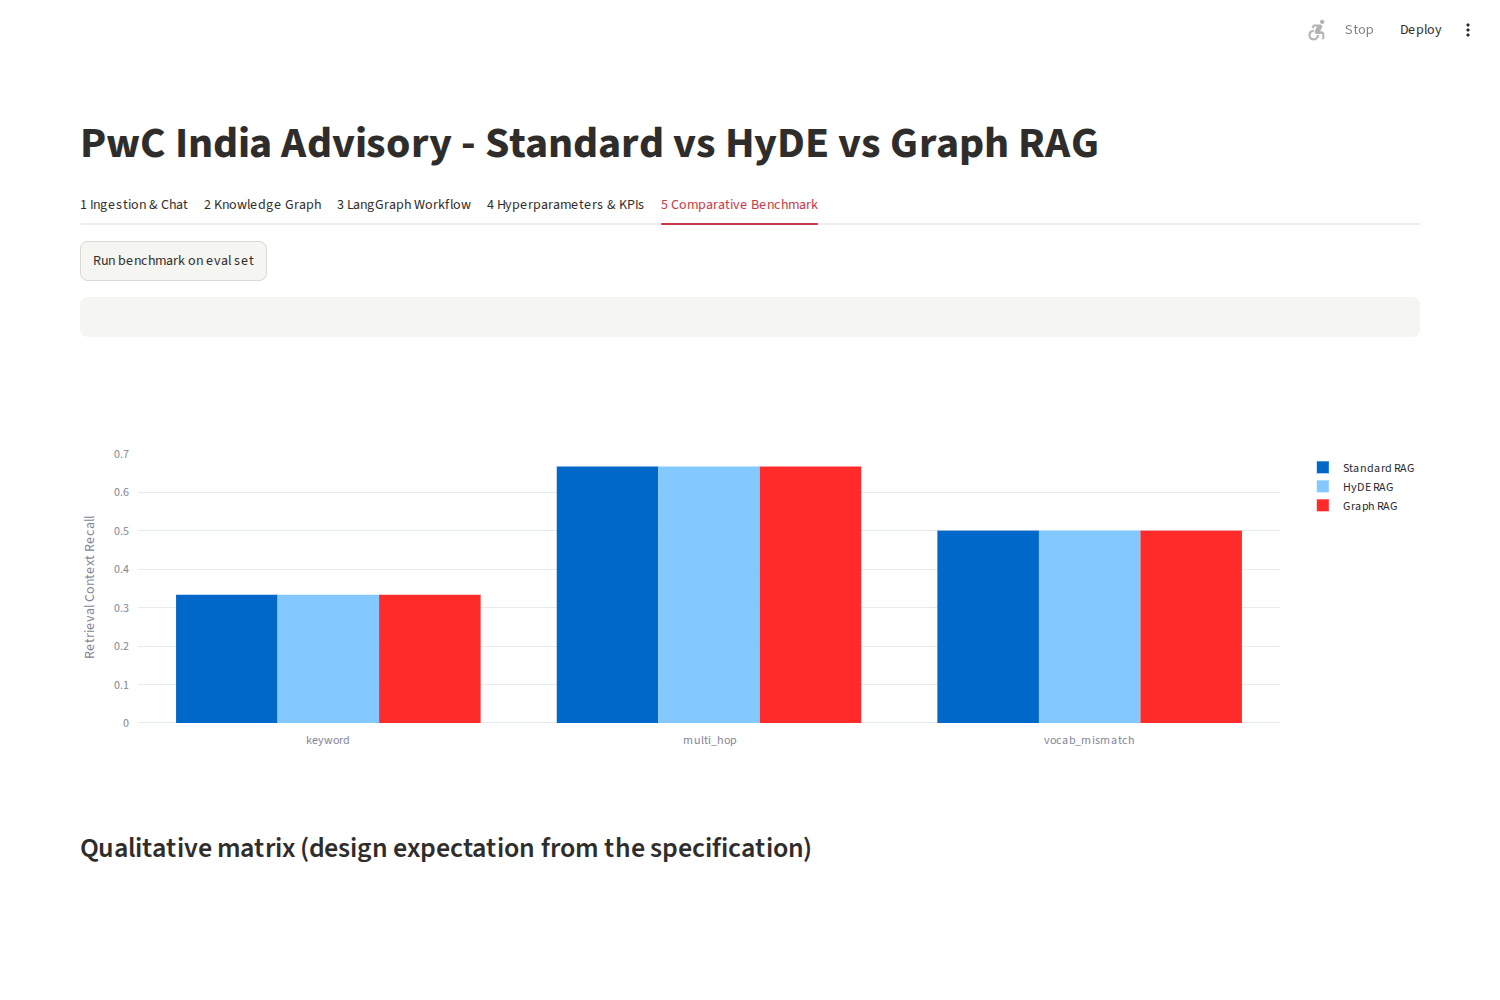 Stop
Deploy
PwC India Advisory - Standard vs HyDE vs Graph RAG
1 Ingestion & Chat
2 Knowledge Graph
3 LangGraph Workflow
4 Hyperparameters & KPIs
5 Comparative Benchmark
Run benchmark on eval set
Retrieval Context Recall
0.7
0.6
0.5
0.4
0.3
0.2
0.1
0
keyword
multi_hop
vocab_mismatch
Standard RAG
HyDE RAG
Graph RAG
Qualitative matrix (design expectation from the specification)